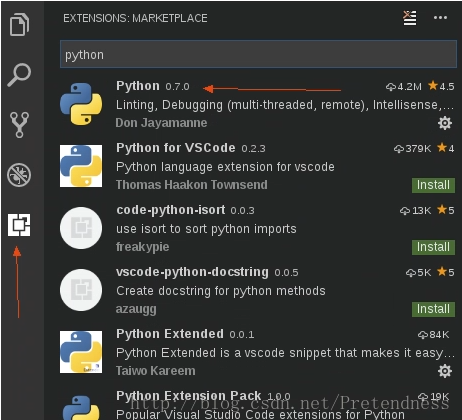 EXTENSIONS: MARKETPLACE
python
Python 0.7.0 4.2M 4.5
Linting, Debugging (multi-threaded, remote), Intellisense,...
Don Jayamanne
Python for VSCode 0.2.3 379K 4
Python language extension for vscode
Thomas Haakon Townsend Install
code-python-isort 0.0.3 13K 5
use isort to sort python imports
freakypie Install
vscode-python-docstring 0.0.5 5K 5
Create docstring for python methods
azaugg Install
Python Extended 0.0.1 84K
Python Extended is a vscode snippet that makes it easy...
Taiwo Kareem
http://blog.csdn.net/Pretendness
Python Extension Pack 1.0.0 19K
Popular Visual Studio Code extensions for Python